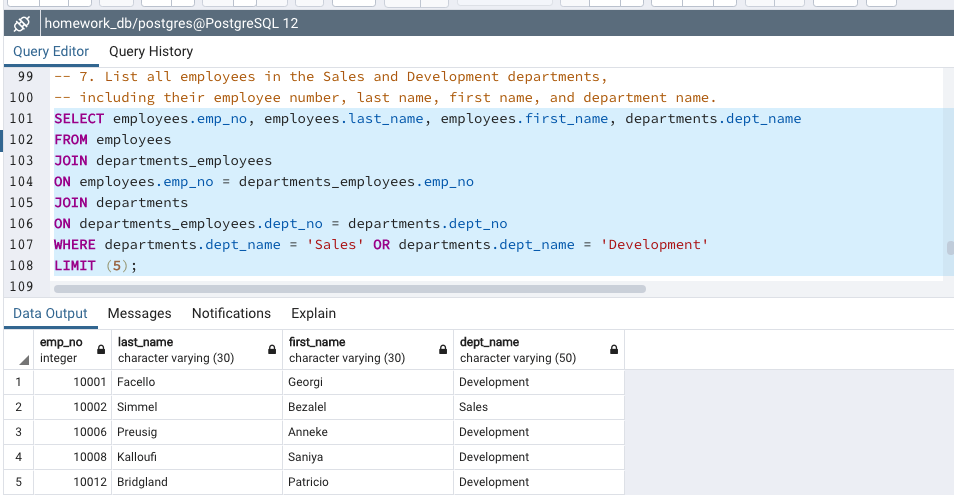 homework_db/postgres@PostgreSQL 12
Query Editor Query History
99 -- 7. List all employees in the Sales and Development departments,
100 -- including their employee number, last name, first name, and department name.
101 SELECT employees.emp_no, employees.last_name, employees.first_name, departments.dept_name
102 FROM employees
103 JOIN departments_employees
104 ON employees.emp_no = departments_employees.emp_no
105 JOIN departments
106 ON departments_employees.dept_no = departments.dept_no
107 WHERE departments.dept_name = 'Sales' OR departments.dept_name = 'Development'
108 LIMIT (5);
109
Data Output Messages Notifications Explain
emp_no last_name first_name dept_name
integer character varying (30) character varying (30) character varying (50)
1 10001 Facello Georgi Development
2 10002 Simmel Bezalel Sales
3 10006 Preusig Anneke Development
4 10008 Kalloufi Saniya Development
5 10012 Bridgland Patricio Development